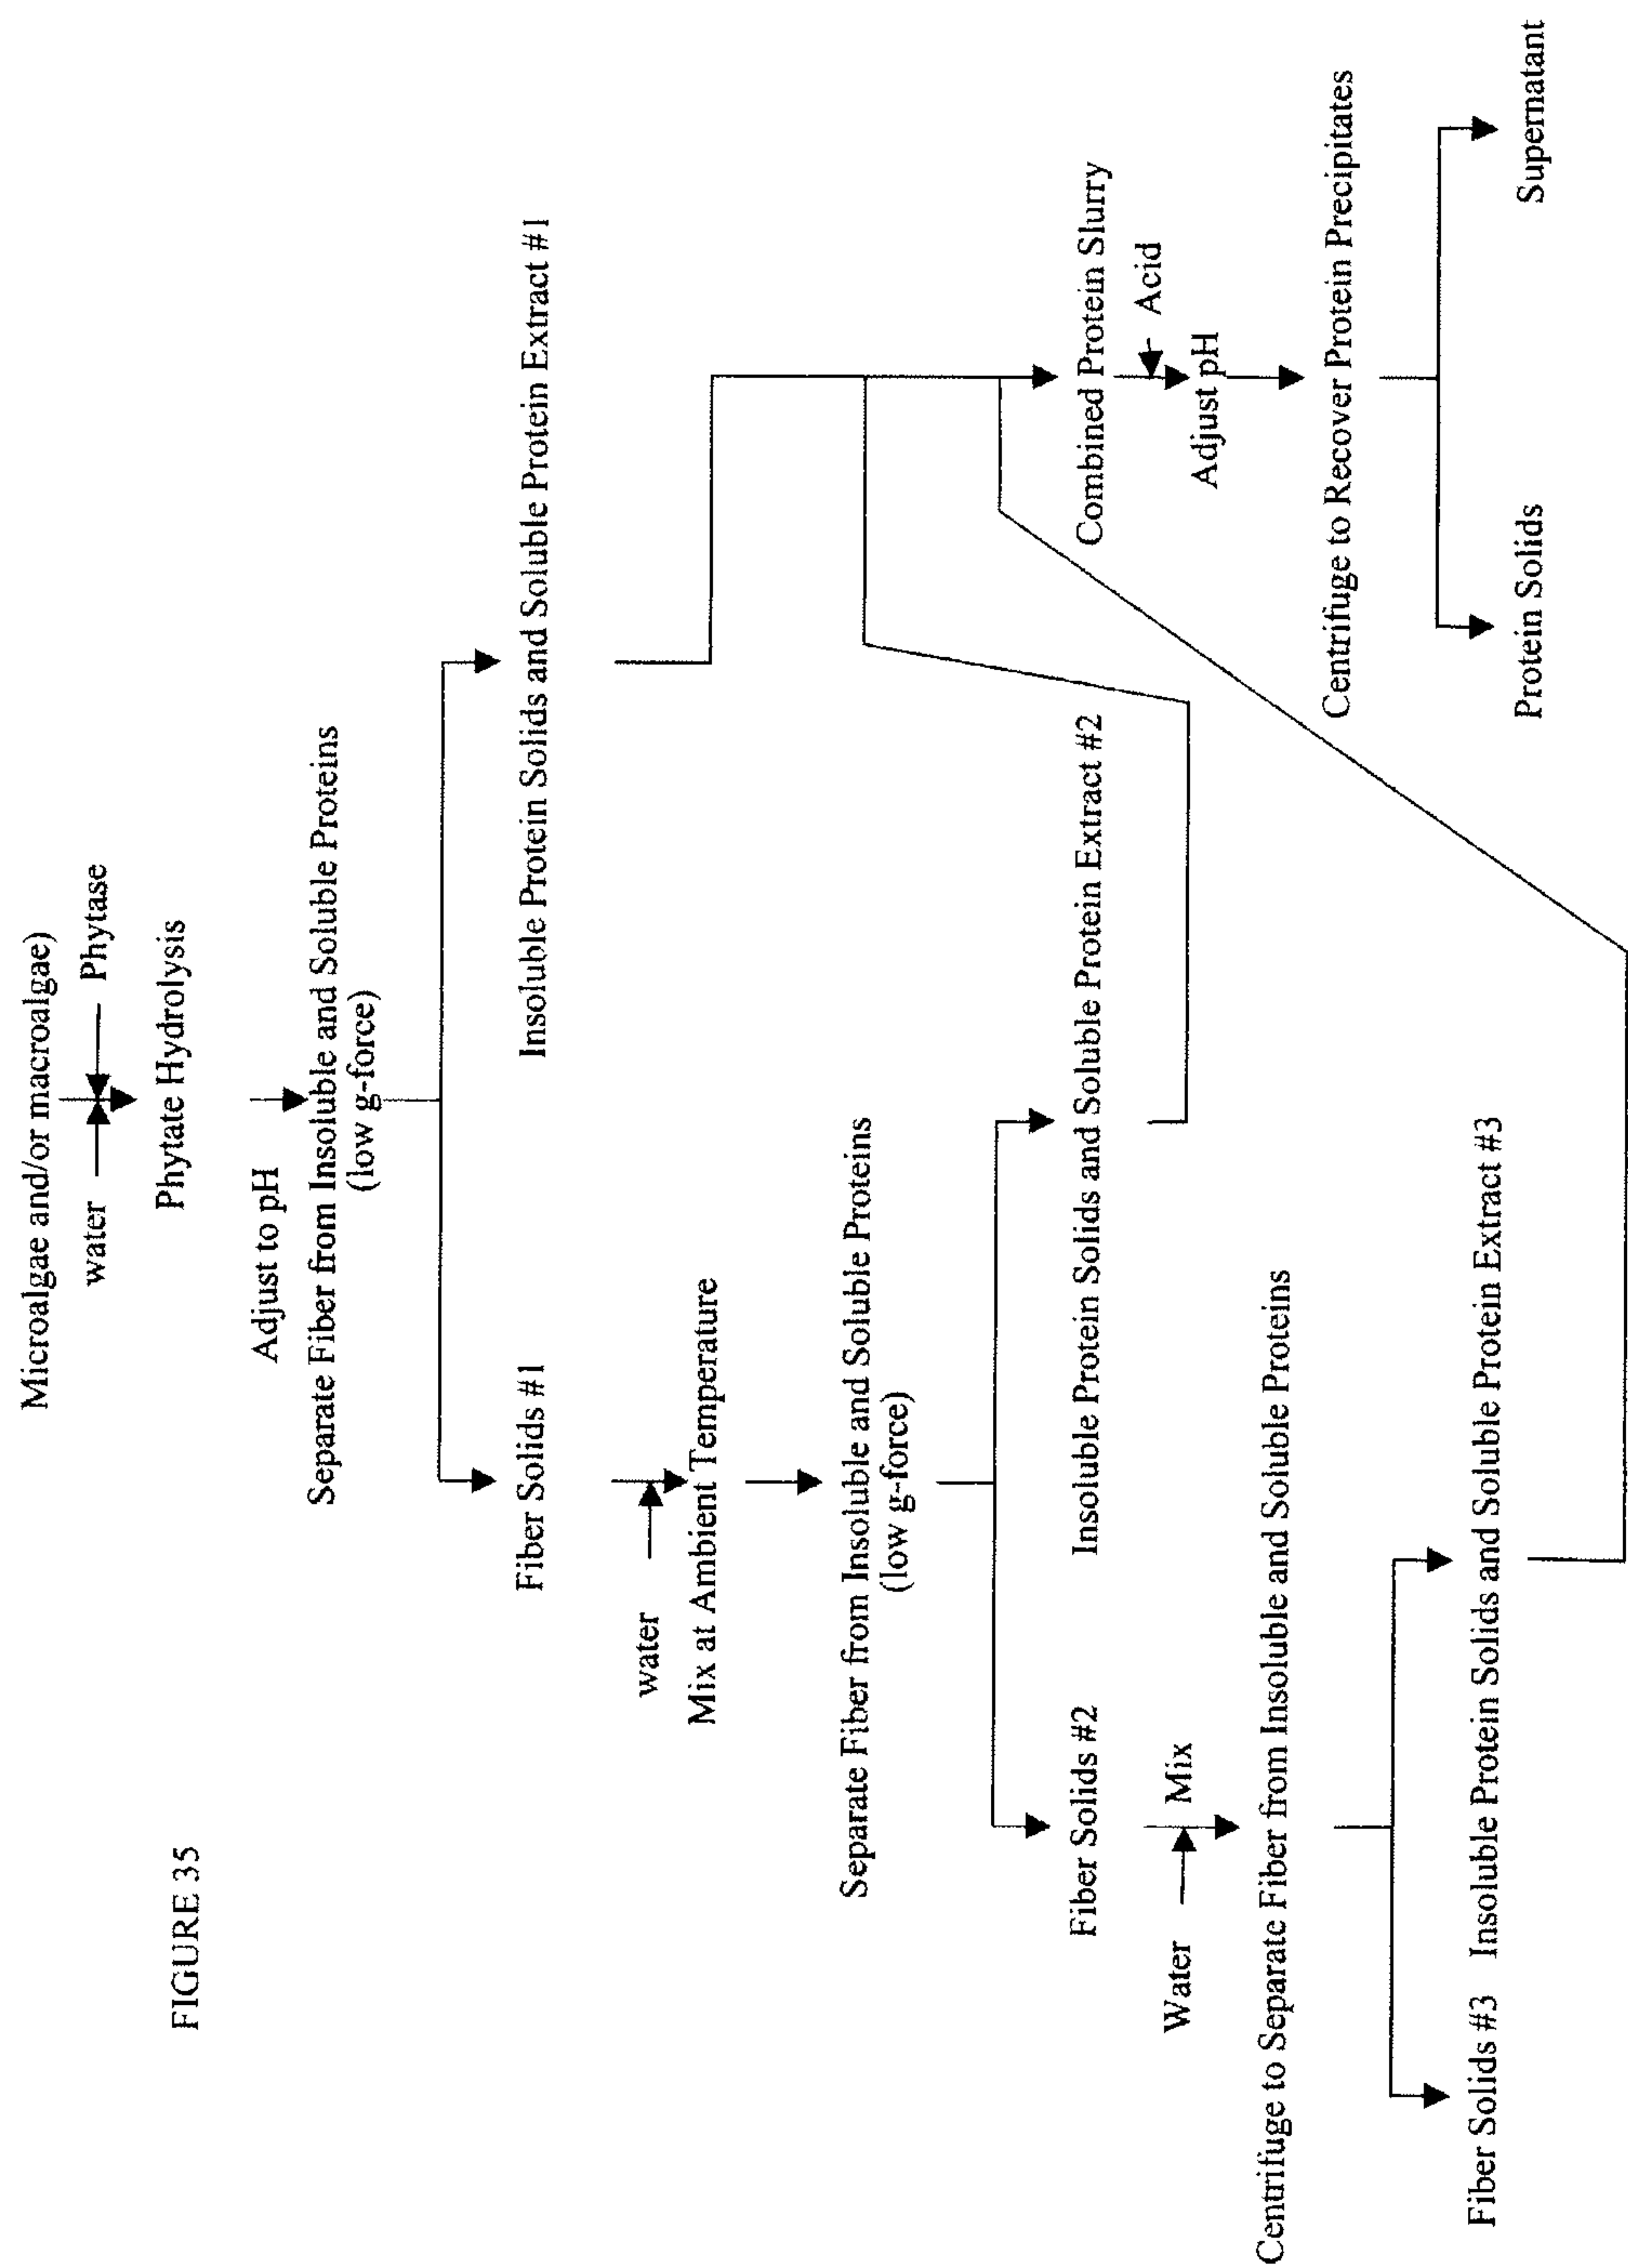 FIGURE 35
Microalgae and/or macroalgae)
water
Phytase
Phytate Hydrolysis
Adjust to pH
Separate Fiber from Insoluble and Soluble Proteins
(low g-force)
Fiber Solids #1
Insoluble Protein Solids and Soluble Protein Extract #1
water
Mix at Ambient Temperature
Separate Fiber from Insoluble and Soluble Proteins
(low g-force)
Fiber Solids #2
Insoluble Protein Solids and Soluble Protein Extract #2
Combined Protein Slurry
Water
Mix
Acid
Adjust pH
Centrifuge to Separate Fiber from Insoluble and Soluble Proteins
Centrifuge to Recover Protein Precipitates
Fiber Solids #3
Insoluble Protein Solids and Soluble Protein Extract #3
Protein Solids
Supernatant